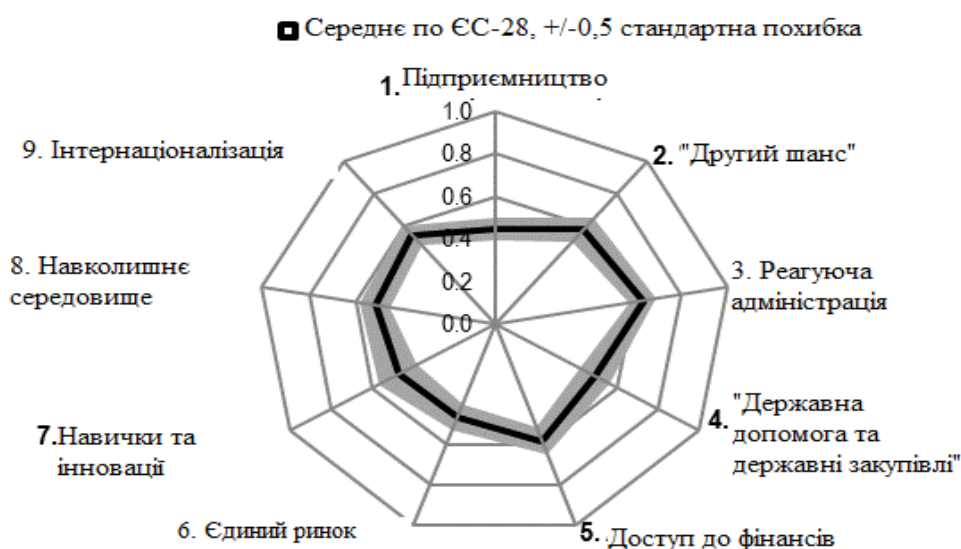 Середнє по ЄС-28, +/-0,5 стандартна похибка
1. Підприємництво
1.0
0.8
0.6
0.4
0.2
0.0
2. "Другий шанс"
3. Реагуюча
адміністрація
4. "Державна
допомога та
державні закупівлі"
5. Доступ до фінансів
6. Єдиний ринок
7. Навички та
інновації
8. Навколишнє
середовище
9. Інтернаціоналізація